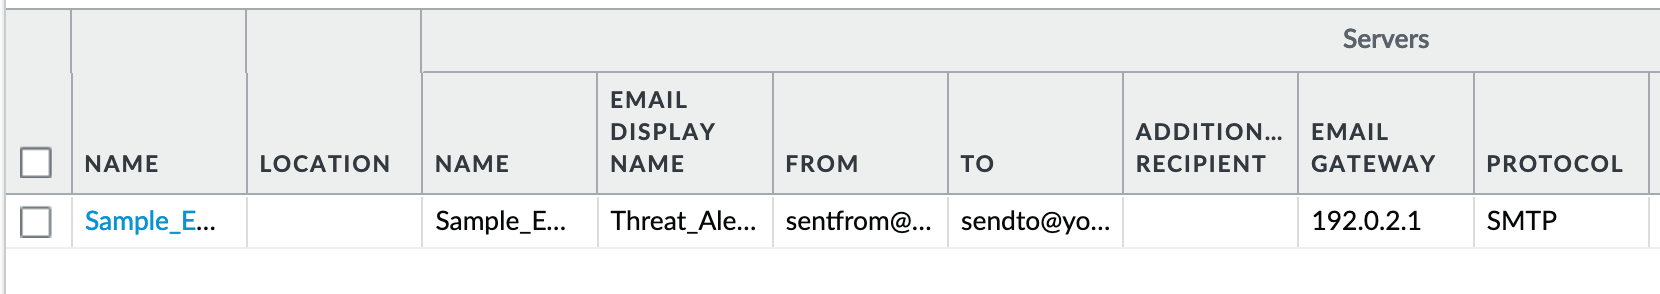 Servers
NAME LOCATION NAME EMAIL DISPLAY NAME FROM TO ADDITION... RECIPIENT EMAIL GATEWAY PROTOCOL
Sample_E... Sample_E... Threat_Ale... sentfrom@... sendto@yo... 192.0.2.1 SMTP